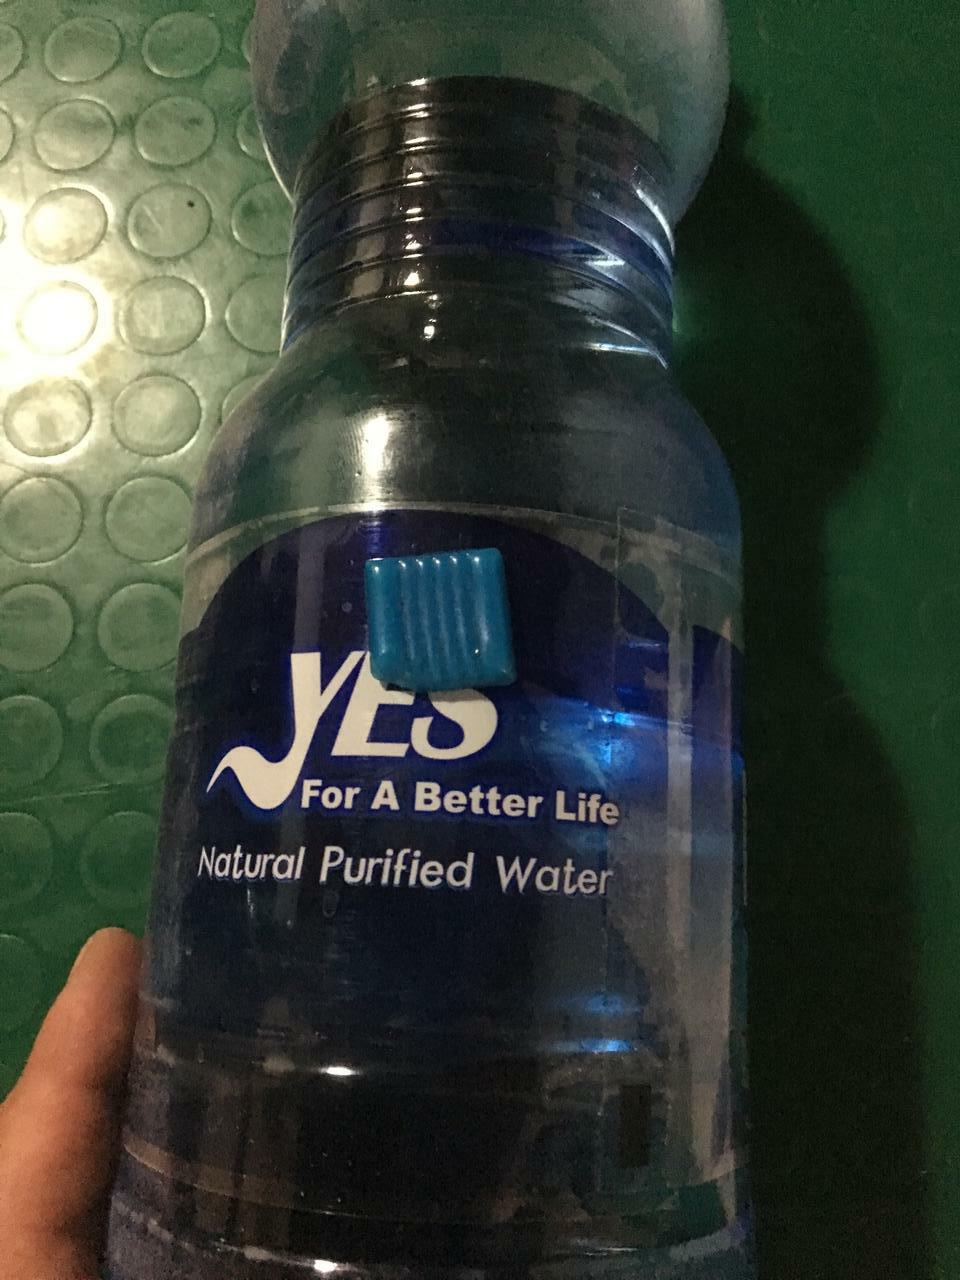 YES
For A Better Life
Natural Purified Water